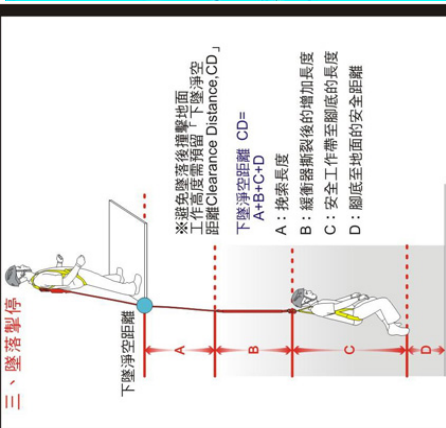 三、墜落掣停
下墜淨空距離
※避免墜落後撞擊地面
工作高度需預留「下墜淨空
距離Clearance Distance,CD」
下墜淨空距離 CD=
A+B+C+D
A：挽索長度
B：緩衝器撕裂後的增加長度
C：安全工作帶至腳底的長度
D：腳底至地面的安全距離
A
B
C
D